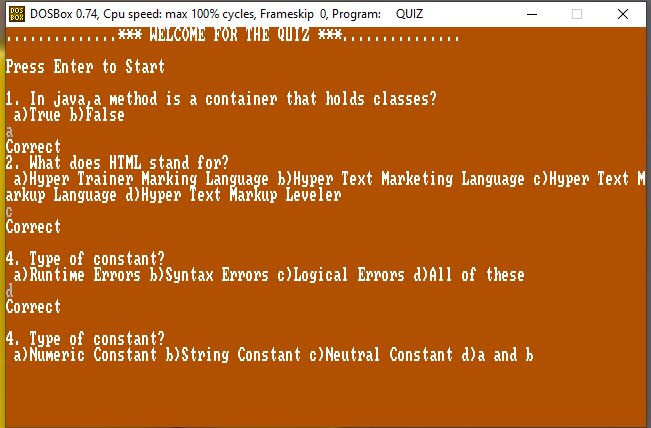 DOS BOX DOSBox 0.74, Cpu speed: max 100% cycles, Frameskip 0, Program: QUIZ
..............*** WELCOME FOR THE QUIZ ***...............
Press Enter to Start
1. In java,a method is a container that holds classes?
a)True b)False
a
Correct
2. What does HTML stand for?
a)Hyper Trainer Marking Language b)Hyper Text Marketing Language c)Hyper Text M
arkup Language d)Hyper Text Markup Leveler
c
Correct
4. Type of constant?
a)Runtime Errors b)Syntax Errors c)Logical Errors d)All of these
d
Correct
4. Type of constant?
a)Numeric Constant b)String Constant c)Neutral Constant d)a and b